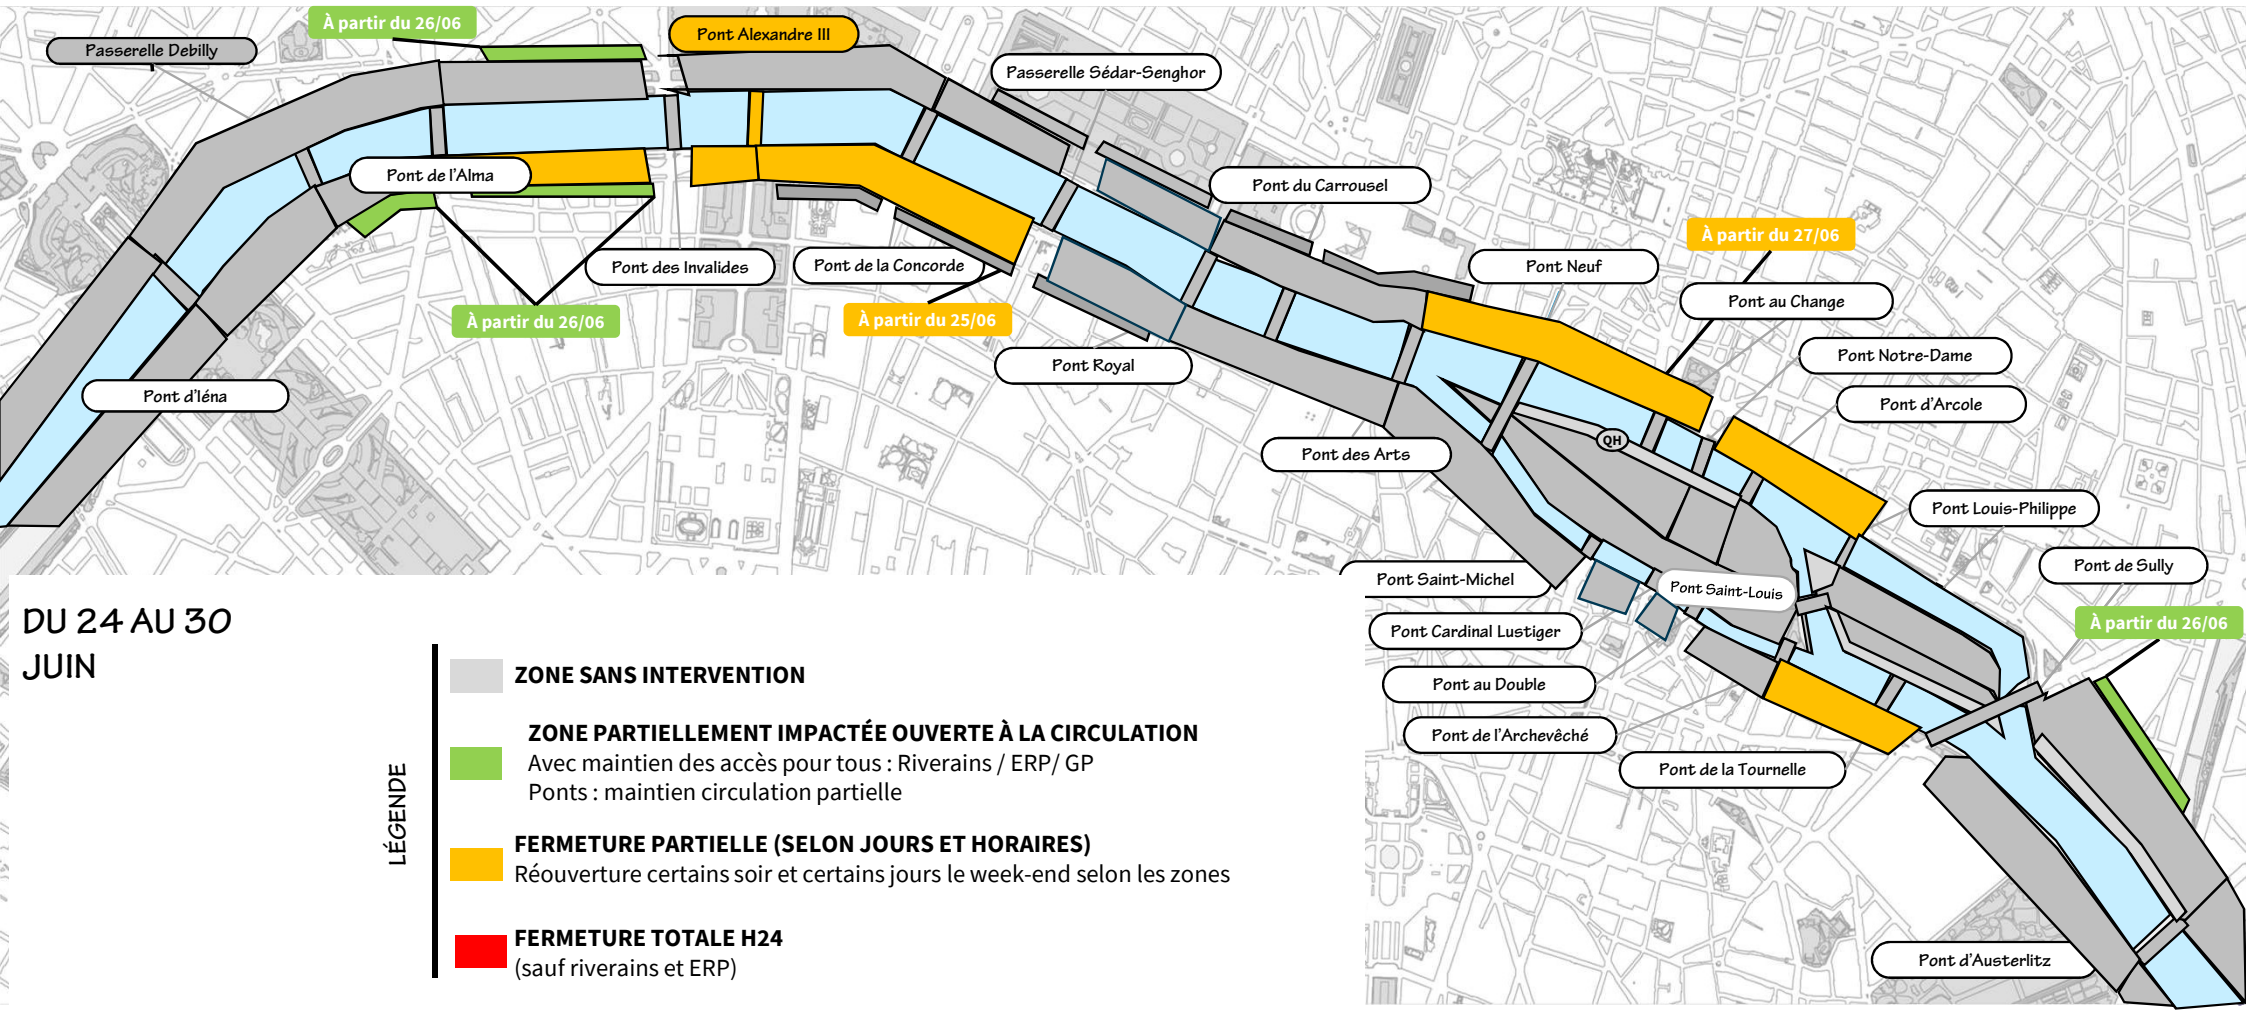 À partir du 26/06
Pont Alexandre III
Passerelle Debilly
Passerelle Sédar-Senghor
Pont de l'Alma
Pont du Carrousel
À partir du 27/06
Pont des Invalides
Pont de la Concorde
Pont Neuf
Pont au Change
À partir du 26/06
À partir du 25/06
Pont Royal
Pont Notre-Dame
Pont d'Iéna
Pont d'Arcole
QH
Pont des Arts
Pont Louis-Philippe
Pont de Sully
Pont Saint-Michel
Pont Saint-Louis
À partir du 26/06
Pont Cardinal Lustiger
Pont au Double
Pont de l'Archevêché
Pont de la Tournelle
Pont d'Austerlitz
DU 24 AU 30
JUIN
LÉGENDE
ZONE SANS INTERVENTION
ZONE PARTIELLEMENT IMPACTÉE OUVERTE À LA CIRCULATION
Avec maintien des accès pour tous : Riverains / ERP/ GP
Ponts : maintien circulation partielle
FERMETURE PARTIELLE (SELON JOURS ET HORAIRES)
Réouverture certains soir et certains jours le week-end selon les zones
FERMETURE TOTALE H24
(sauf riverains et ERP)